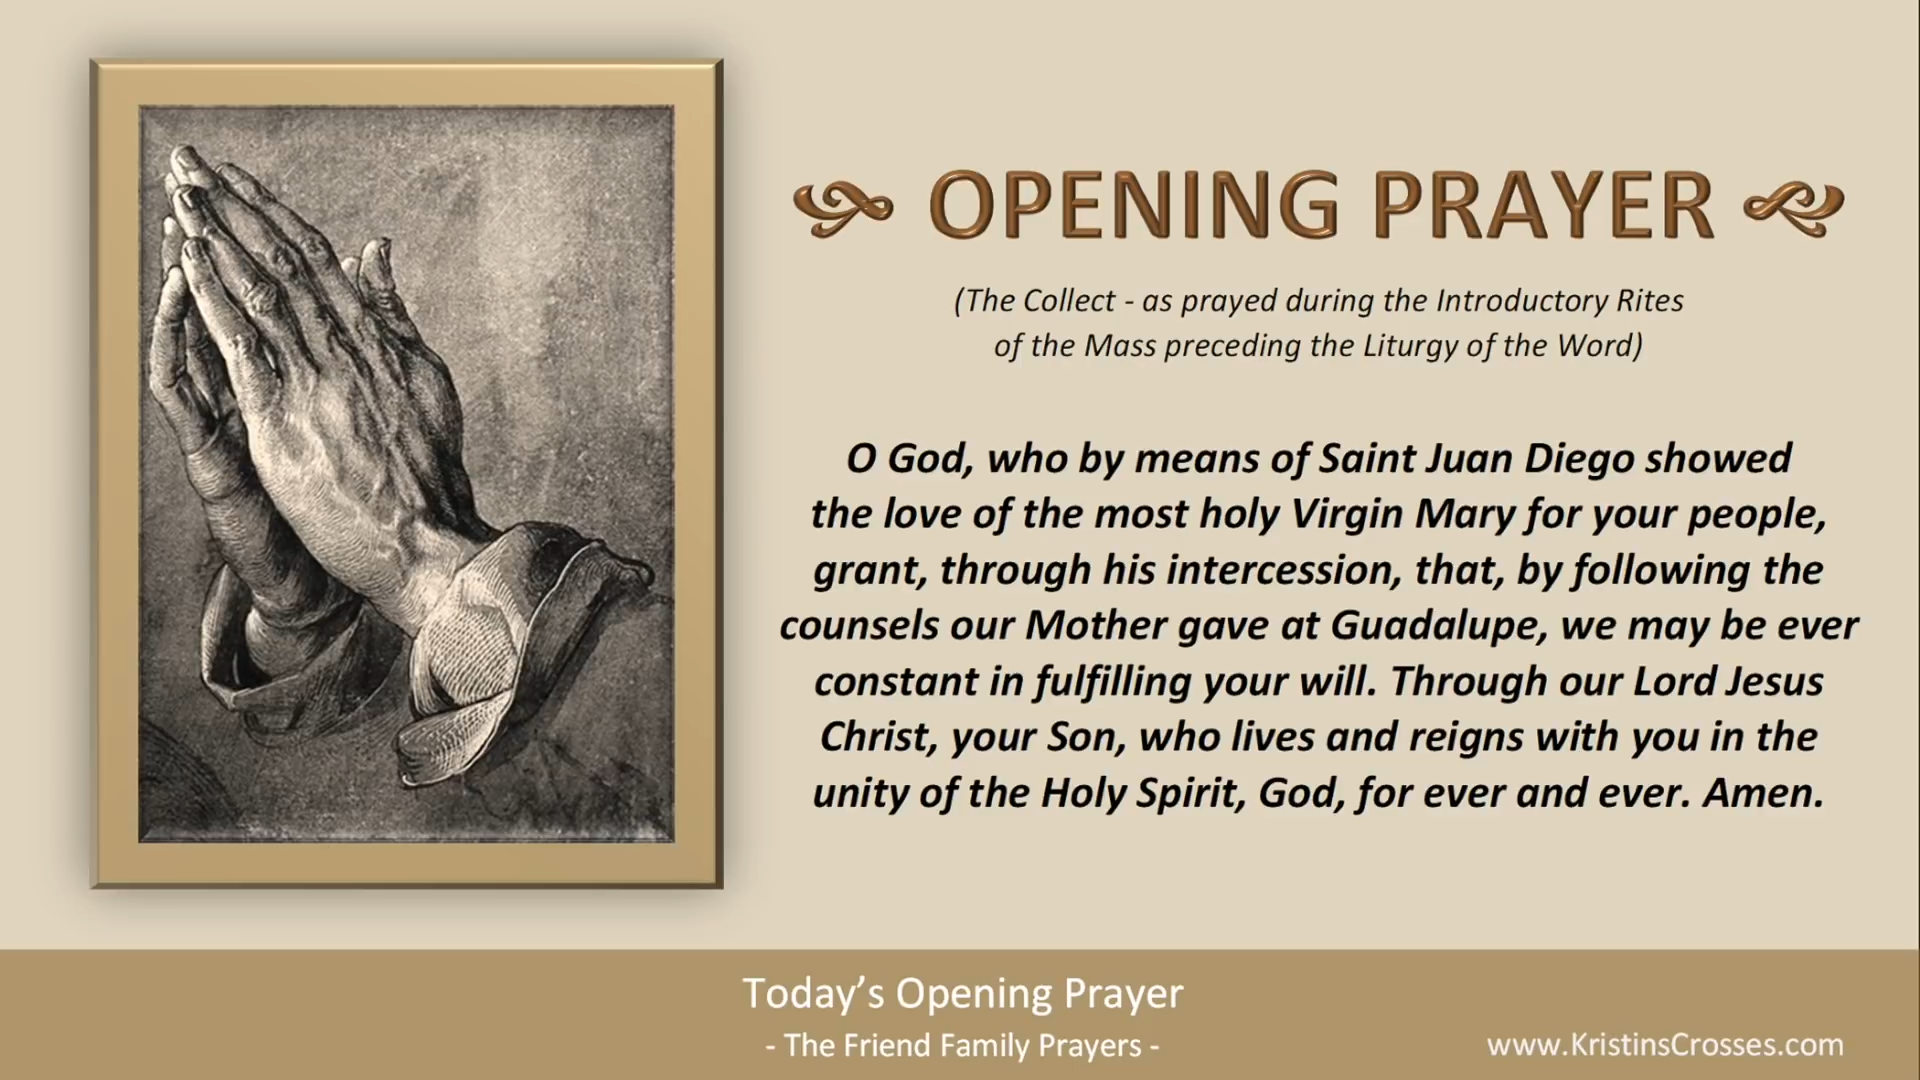 OPENING PRAYER
(The Collect - as prayed during the Introductory Rites
of the Mass preceding the Liturgy of the Word)
O God, who by means of Saint Juan Diego showed
the love of the most holy Virgin Mary for your people,
grant, through his intercession, that, by following the
counsels our Mother gave at Guadalupe, we may be ever
constant in fulfilling your will. Through our Lord Jesus
Christ, your Son, who lives and reigns with you in the
unity of the Holy Spirit, God, for ever and ever. Amen.
Today’s Opening Prayer
- The Friend Family Prayers -
www.KristinsCrosses.com